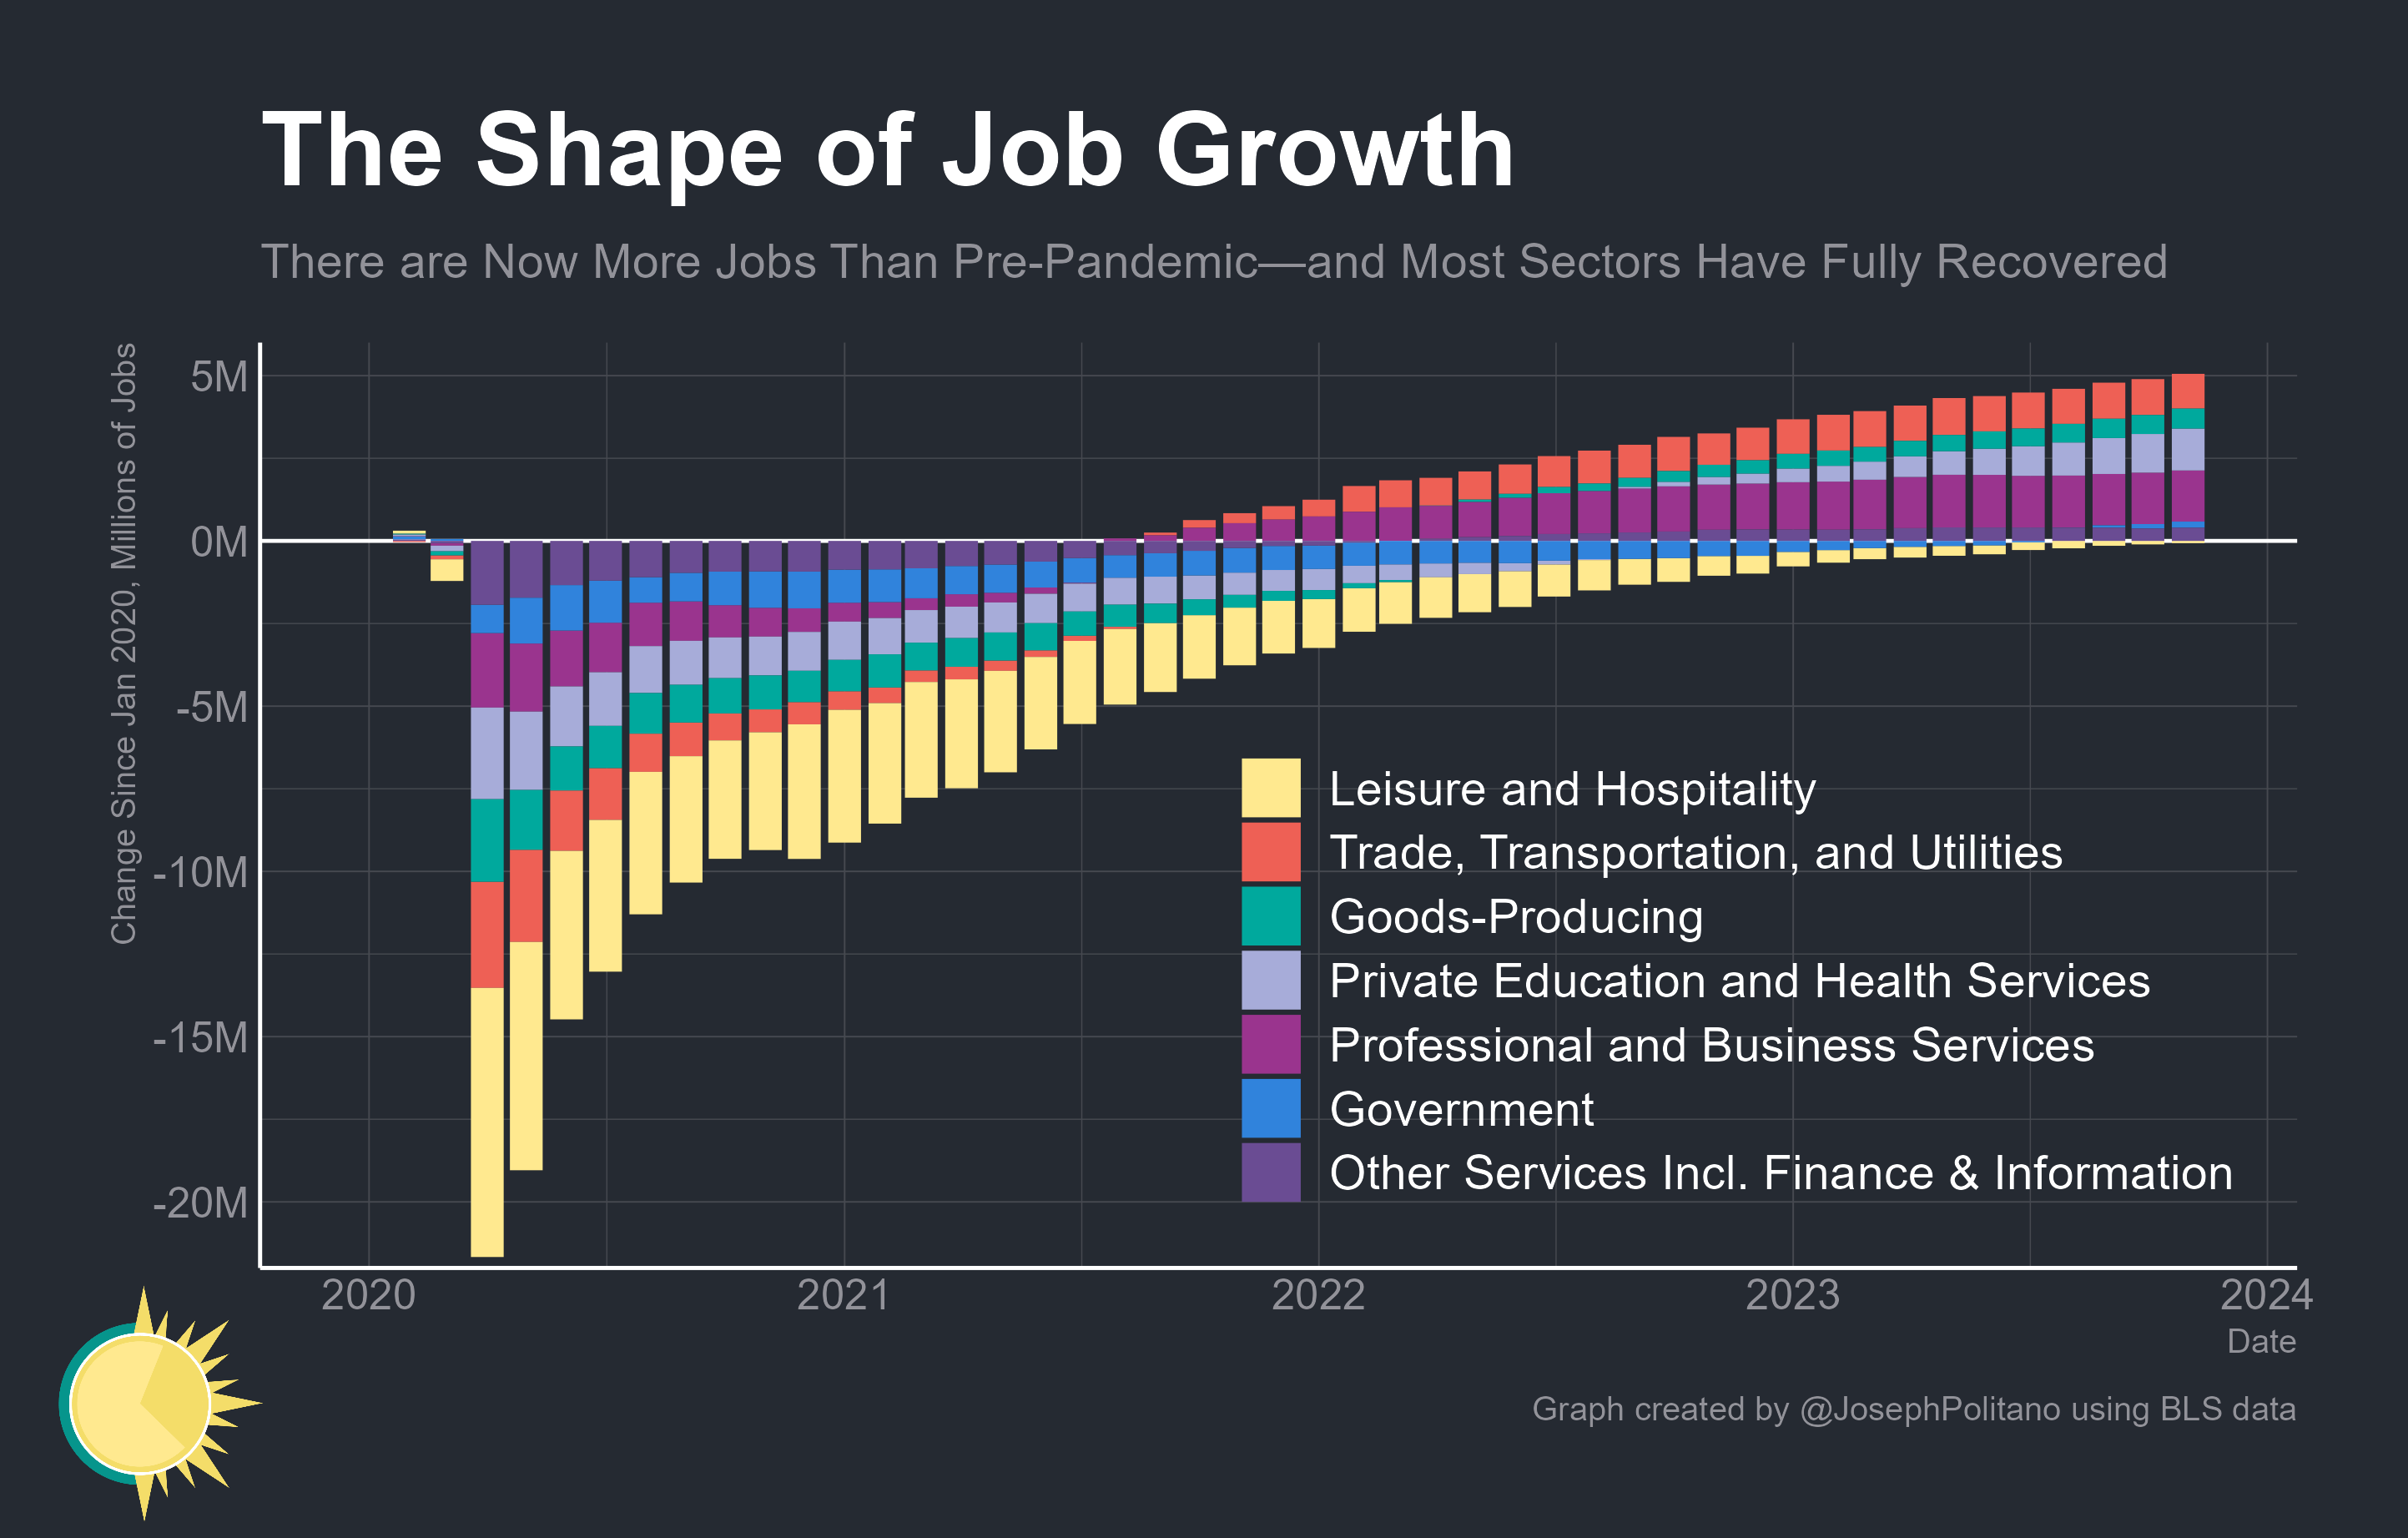 The Shape of Job Growth
There are Now More Jobs Than Pre-Pandemic—and Most Sectors Have Fully Recovered
Change Since Jan 2020, Millions of Jobs
5M
0M
-5M
-10M
-15M
-20M
Leisure and Hospitality
Trade, Transportation, and Utilities
Goods-Producing
Private Education and Health Services
Professional and Business Services
Government
Other Services Incl. Finance & Information
2020 2021 2022 2023 2024
Date
Graph created by @JosephPolitano using BLS data